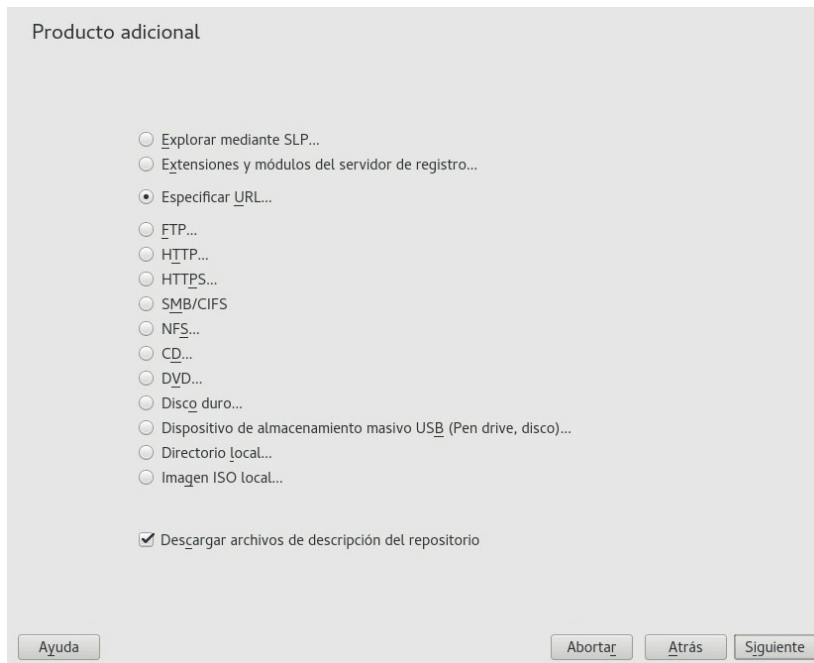 Producto adicional
Explorar mediante SLP...
Extensiones y módulos del servidor de registro...
Especificar URL...
FTP...
HTTP...
HTTPS...
SMB/CIFS
NFS...
CD...
DVD...
Disco duro...
Dispositivo de almacenamiento masivo USB (Pen drive, disco)...
Directorio local...
Imagen ISO local...
Descargar archivos de descripción del repositorio
Ayuda Abortar Atrás Siguiente